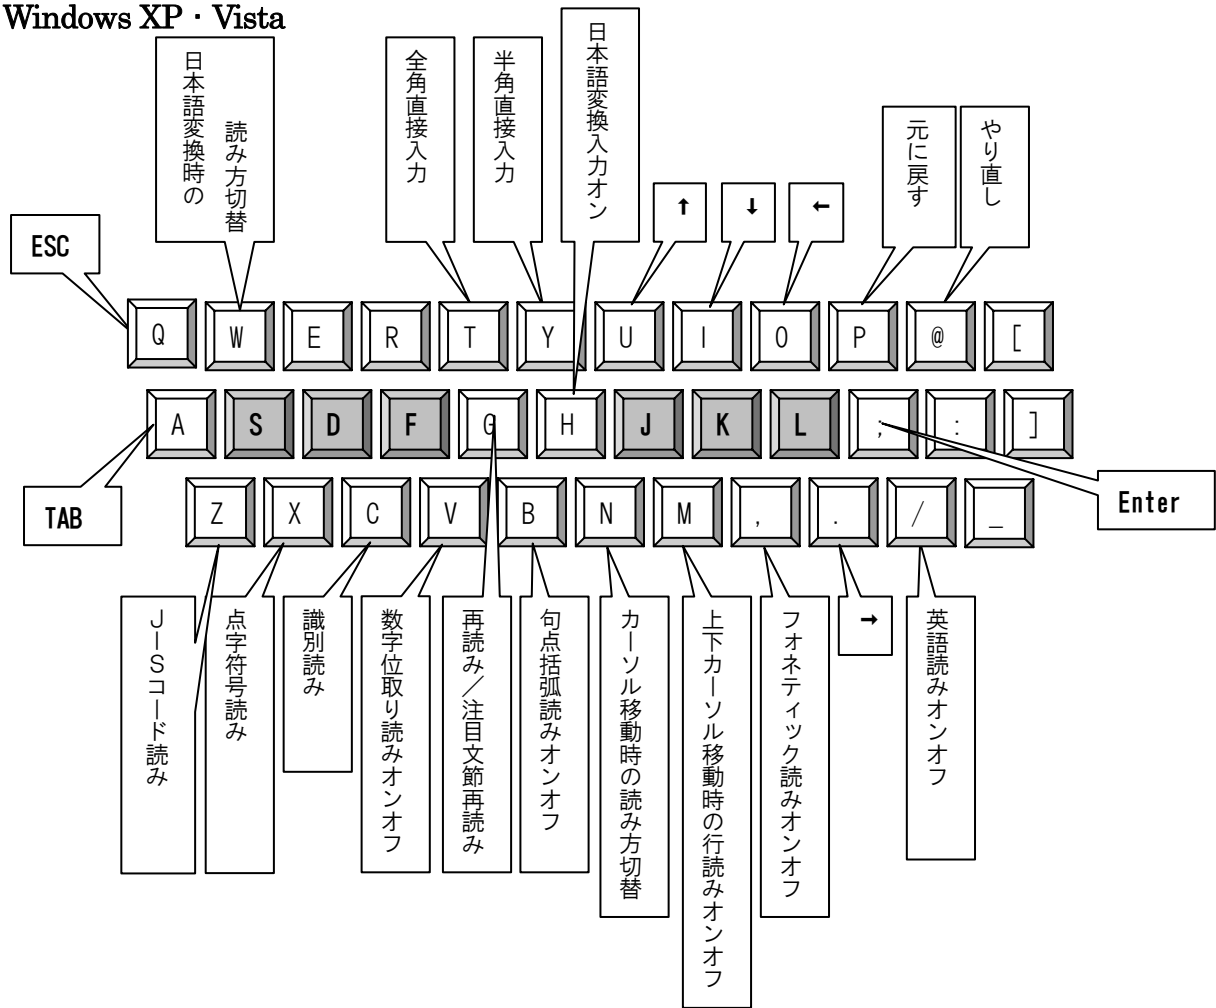 Windows XP・Vista
日本語変換時の
読み方切替
全角直接入力
半角直接入力
日本語変換入力オン
↑
↓
←
元に戻す
やり直し
ESC
Q W E R T Y U I O P @ [
A S D F G H J K L ; : ]
TAB
Enter
Z X C V B N M , . / _
JISコード読み
点字符号読み
識別読み
数字位取り読みオンオフ
再読み/注目文節再読み
句点括弧読みオンオフ
カーソル移動時の読み方切替
上下カーソル移動時の行読みオンオフ
フォネティック読みオンオフ
→
英語読みオンオフ